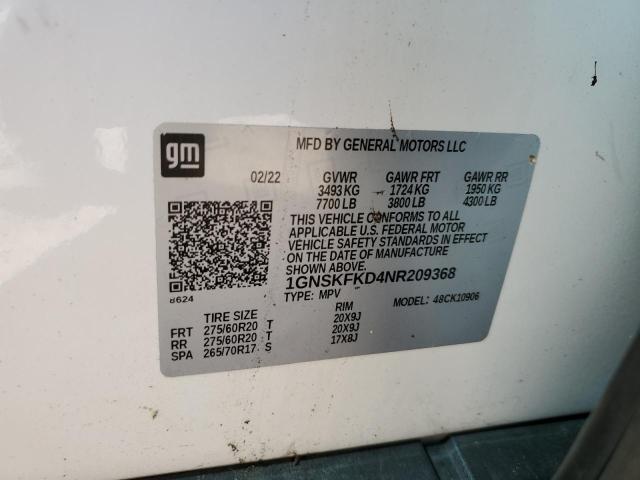 gm
MFD BY GENERAL MOTORS LLC
02/22 GVWR GAWR FRT GAWR RR
3493 KG 1724 KG 1950 KG
7700 LB 3800 LB 4300 LB
THIS VEHICLE CONFORMS TO ALL
APPLICABLE U.S. FEDERAL MOTOR
VEHICLE SAFETY STANDARDS IN EFFECT
ON THE DATE OF MANUFACTURE
SHOWN ABOVE.
1GNSKFKD4NR209368
TYPE: MPV MODEL: 48CK10906
d624
TIRE SIZE RIM
FRT 275/60R20 T 20X9J
RR 275/60R20 T 20X9J
SPA 265/70R17 S 17X8J